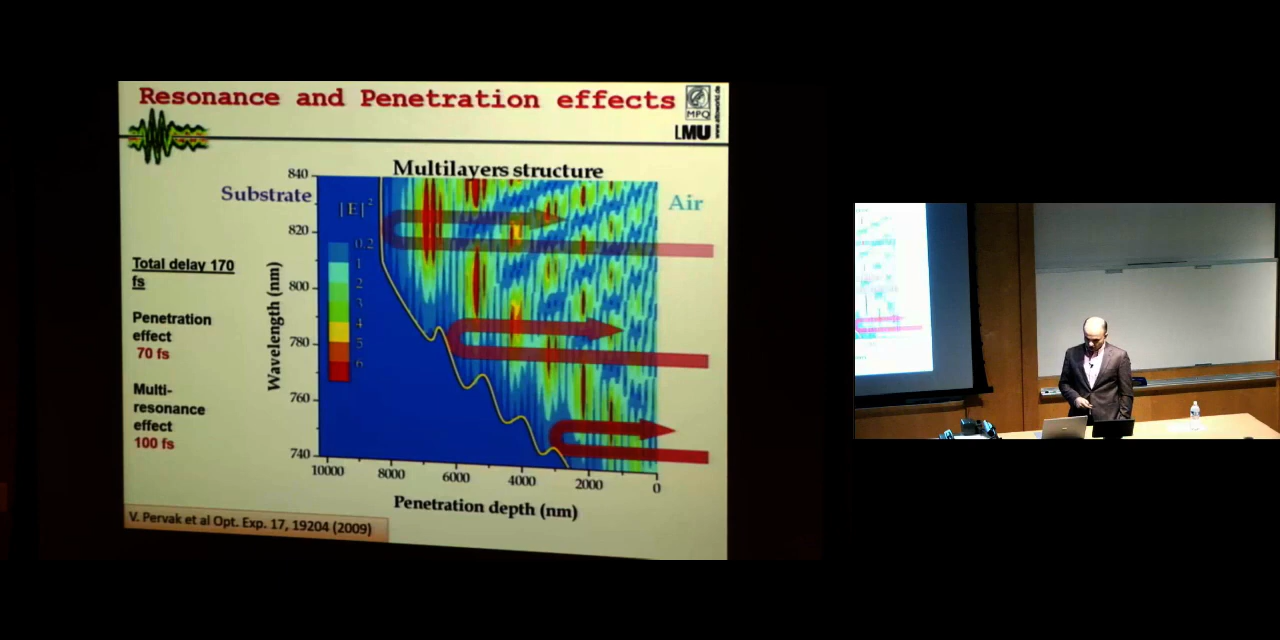 Resonance and Penetration effects
MPQ
LMU
www.attoworld.de
Multilayers structure
Substrate
Air
|E|²
0.2
1
2
3
4
5
6
840
820
800
780
760
740
Wavelength (nm)
10000 8000 6000 4000 2000 0
Penetration depth (nm)
Total delay 170
fs
Penetration
effect
70 fs
Multi-
resonance
effect
100 fs
V. Pervak et al Opt. Exp. 17, 19204 (2009)